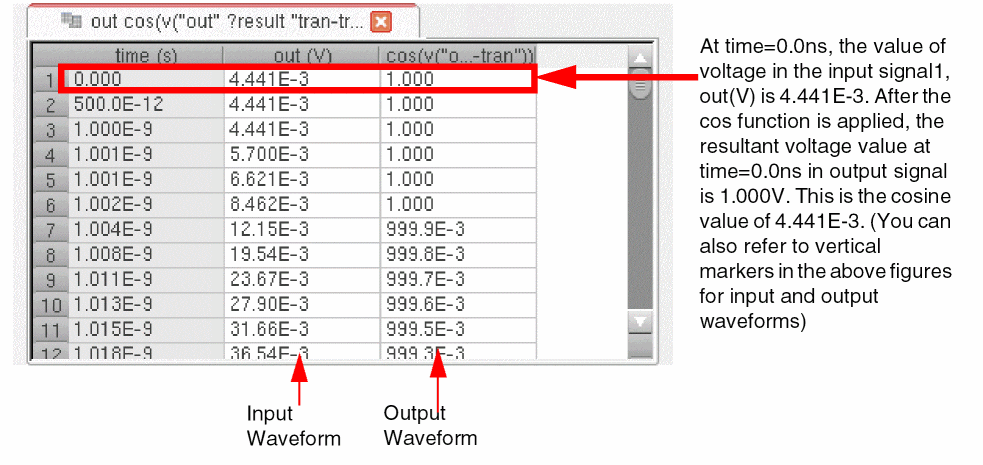 out cos(v("out" ?result "tran-tr...
time (s) out (V) cos(v("o...-tran"))
1 0.000 4.441E-3 1.000
2 500.0E-12 4.441E-3 1.000
3 1.000E-9 4.441E-3 1.000
4 1.001E-9 5.700E-3 1.000
5 1.001E-9 6.621E-3 1.000
6 1.002E-9 8.462E-3 1.000
7 1.004E-9 12.15E-3 999.9E-3
8 1.008E-9 19.54E-3 999.8E-3
9 1.011E-9 23.67E-3 999.7E-3
10 1.013E-9 27.90E-3 999.6E-3
11 1.015E-9 31.66E-3 999.5E-3
12 1.018E-9 36.54E-3 999.3E-3
At time=0.0ns, the value of
voltage in the input signal1,
out(V) is 4.441E-3. After the
cos function is applied, the
resultant voltage value at
time=0.0ns in output signal
is 1.000V. This is the cosine
value of 4.441E-3. (You can
also refer to vertical
markers in the above figures
for input and output
waveforms)
Input
Waveform
Output
Waveform